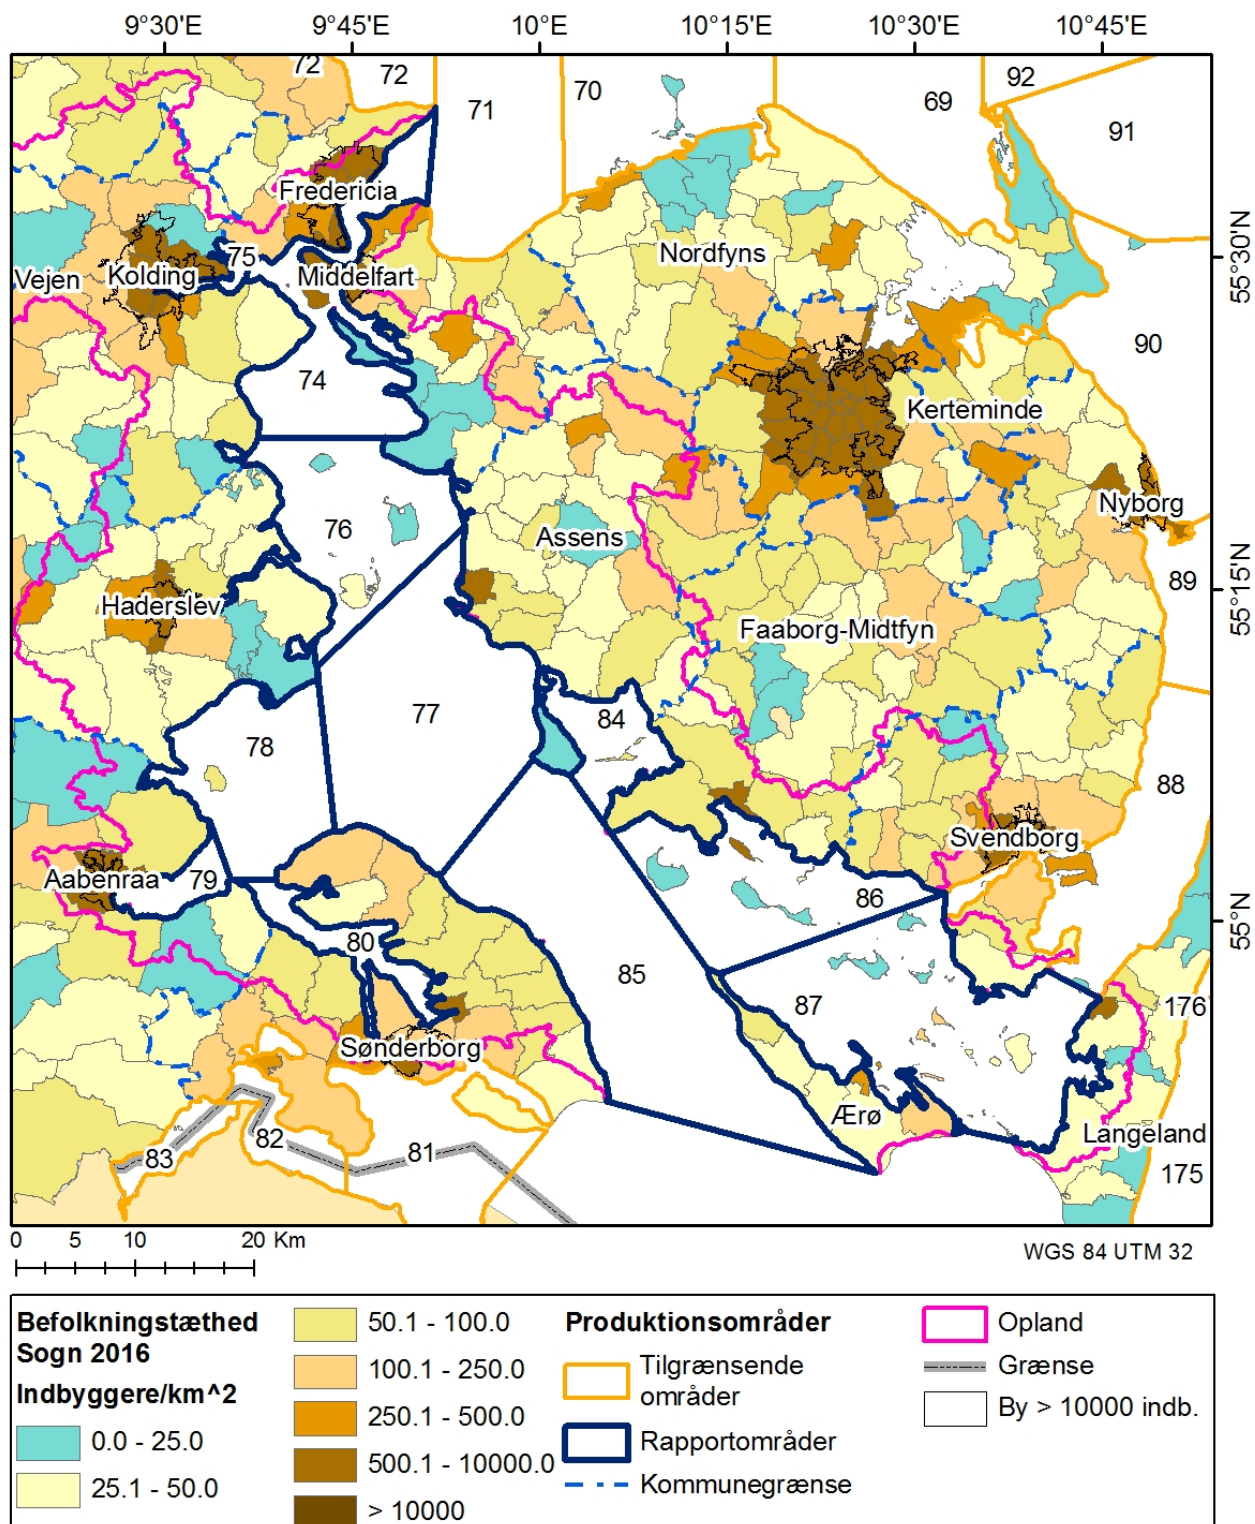 9°30'E 9°45'E 10°E 10°15'E 10°30'E 10°45'E
72 72 71 70 69 92 91
Fredericia
75
Nordfyns
55°30'N
Vejen Kolding Middelfart
90
74
Kerteminde
Nyborg
76
Assens
89
55°15'N
Haderslev
Faaborg-Midtfyn
77
84
78
88
Svendborg
Aabenraa 79
86
80
55°N
85
87
176
Sønderborg
Ærø
Langeland
83 82 81
175
0 5 10 20 Km
WGS 84 UTM 32
Befolkningstæthed
Sogn 2016
Indbyggere/km^2
0.0 - 25.0
25.1 - 50.0
50.1 - 100.0
100.1 - 250.0
250.1 - 500.0
500.1 - 10000.0
> 10000
Produktionsområder
Tilgrænsende
områder
Rapportområder
Kommunegrænse
Opland
Grænse
By > 10000 indb.